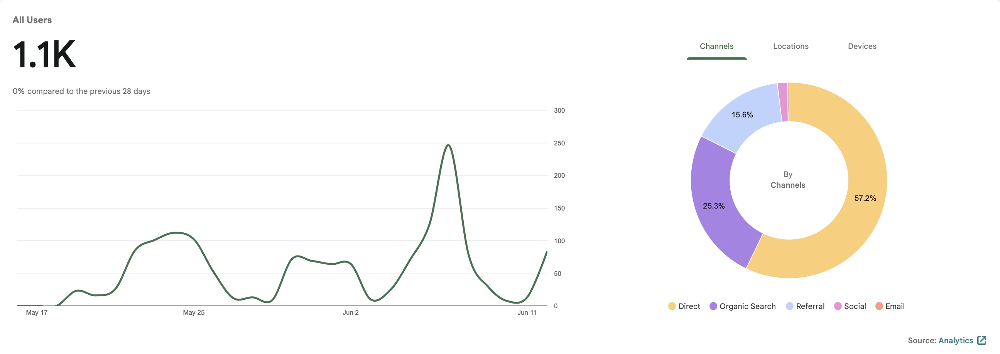 All Users
1.1K
0% compared to the previous 28 days
300
250
200
150
100
50
0
May 17 May 25 Jun 2 Jun 11
Channels Locations Devices
15.6%
25.3%
57.2%
By
Channels
Direct Organic Search Referral Social Email
Source: Analytics